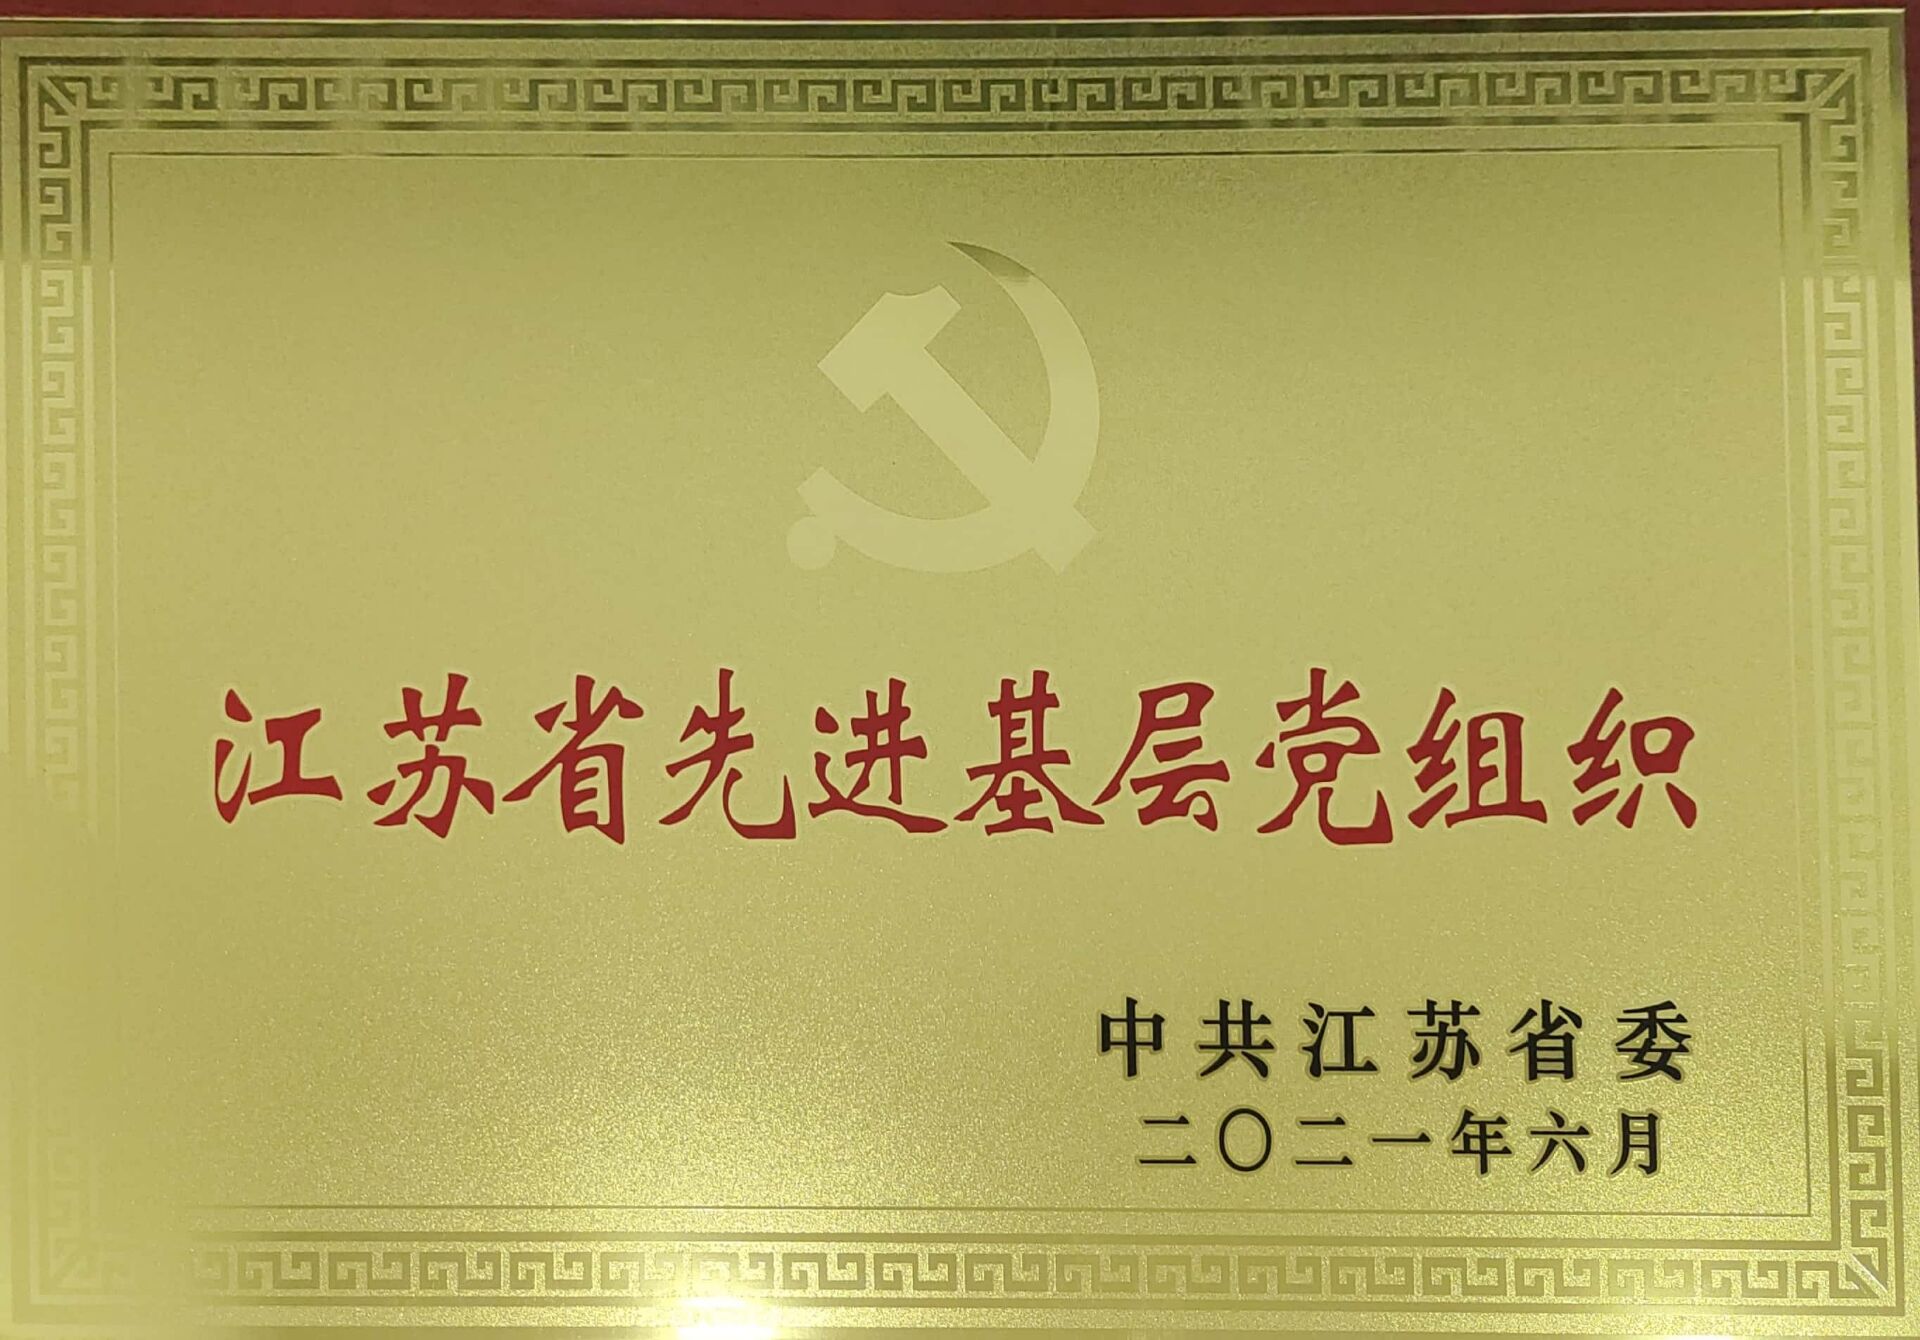 江苏省先进基层党组织
中共江苏省委
二〇二一年六月